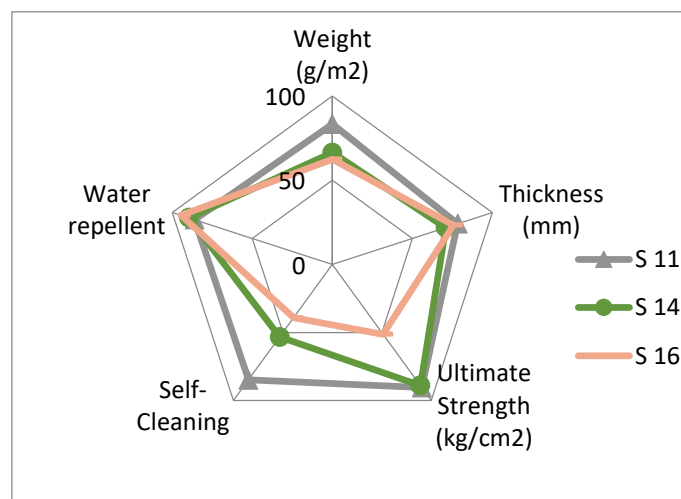 Weight
(g/m2)
100
50
0
Thickness
(mm)
Ultimate
Strength
(kg/cm2)
Self-
Cleaning
Water
repellent
S 11
S 14
S 16